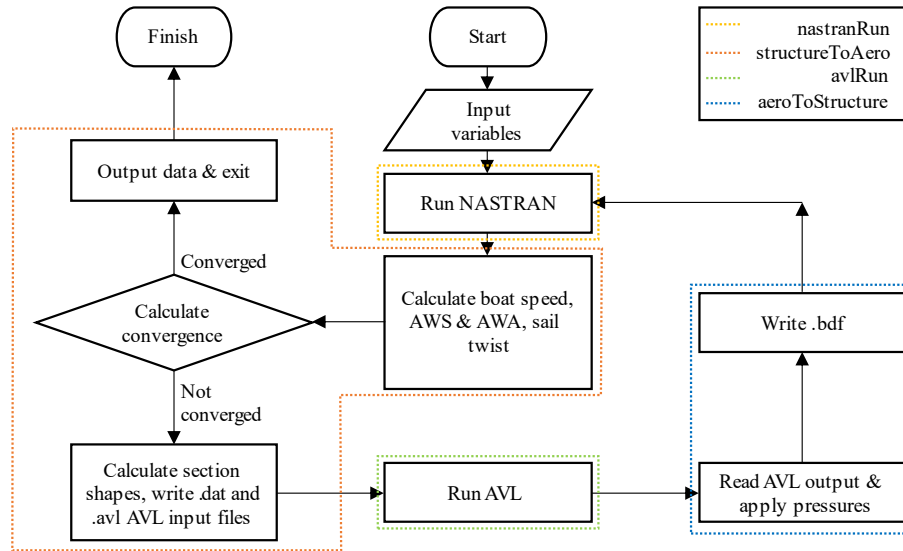 Finish
Start
nastranRun
structureToAero
avlRun
aeroToStructure
Input
variables
Output data & exit
Run NASTRAN
Converged
Calculate
convergence
Calculate boat speed,
AWS & AWA, sail
twist
Write .bdf
Not
converged
Calculate section
shapes, write .dat and
.avl AVL input files
Run AVL
Read AVL output &
apply pressures